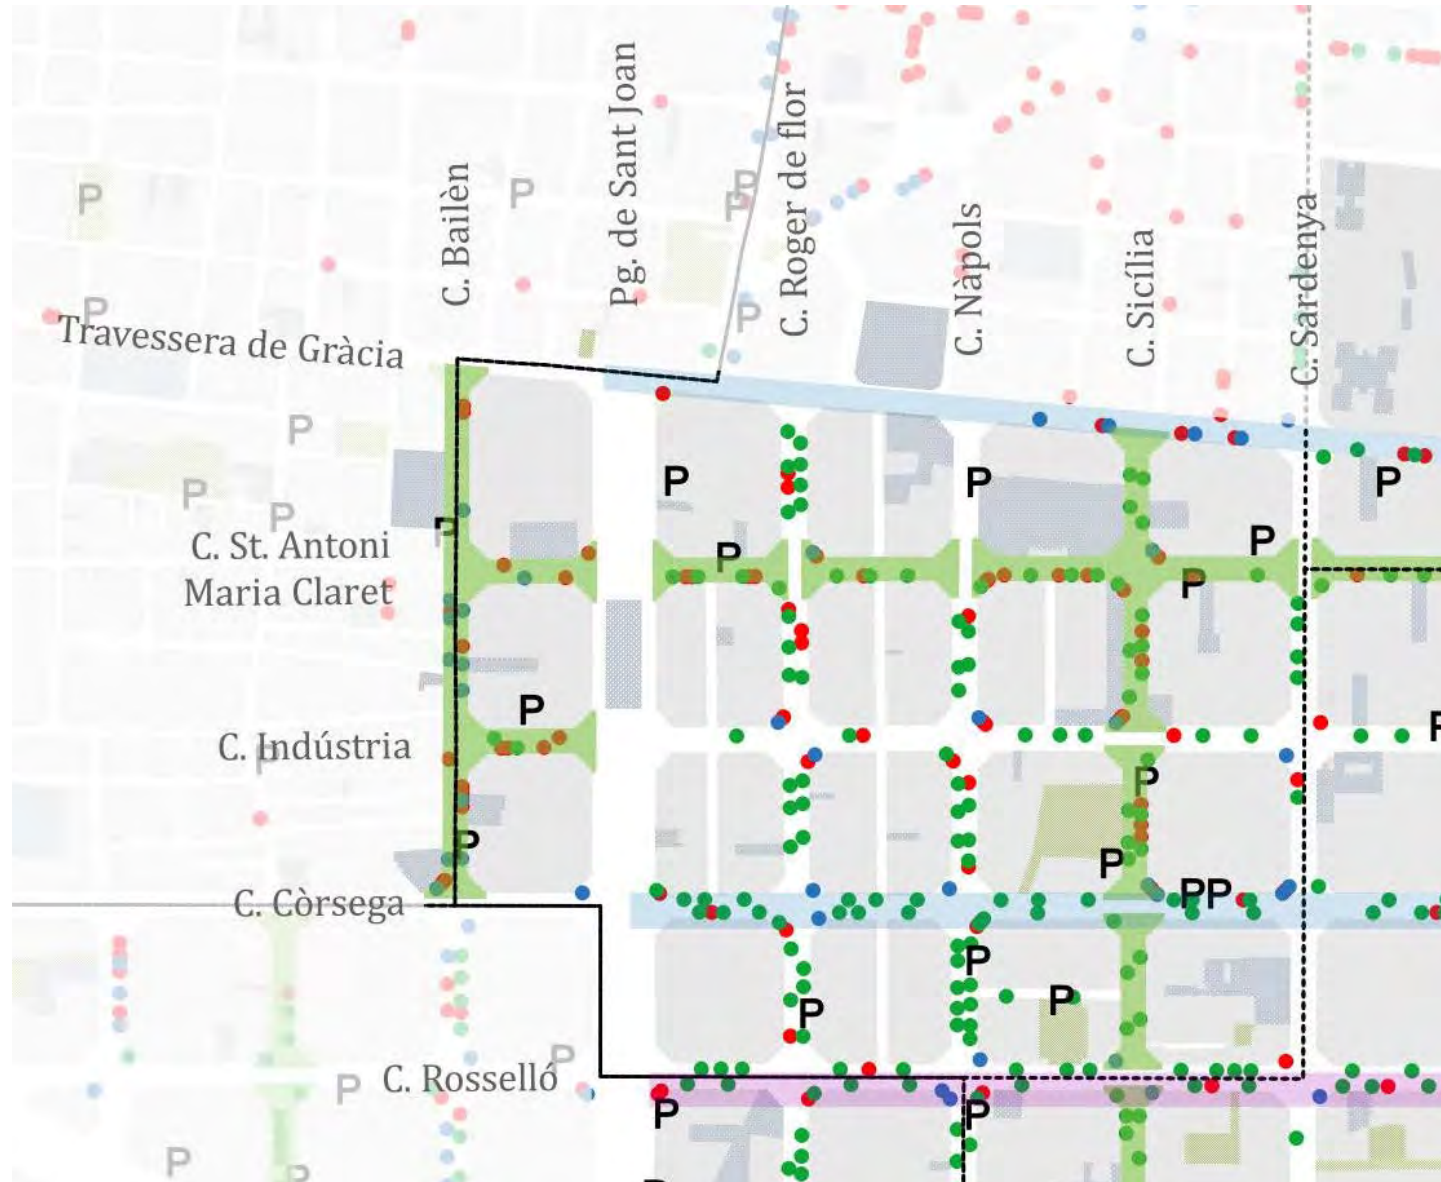 C. Bailèn
Pg. de Sant Joan
C. Roger de flor
C. Nàpols
C. Sicília
C. Sardenya
P
P
P
P
P
P
Travessera de Gràcia
P
P
P
P
P
P
P
P
P
P
C. St. Antoni
Maria Claret
P
P
P
C. Indústria
P
P
P
P
P
P
C. Còrsega
PP
P
P
P
C. Rosselló
P
P
P
P
P
P